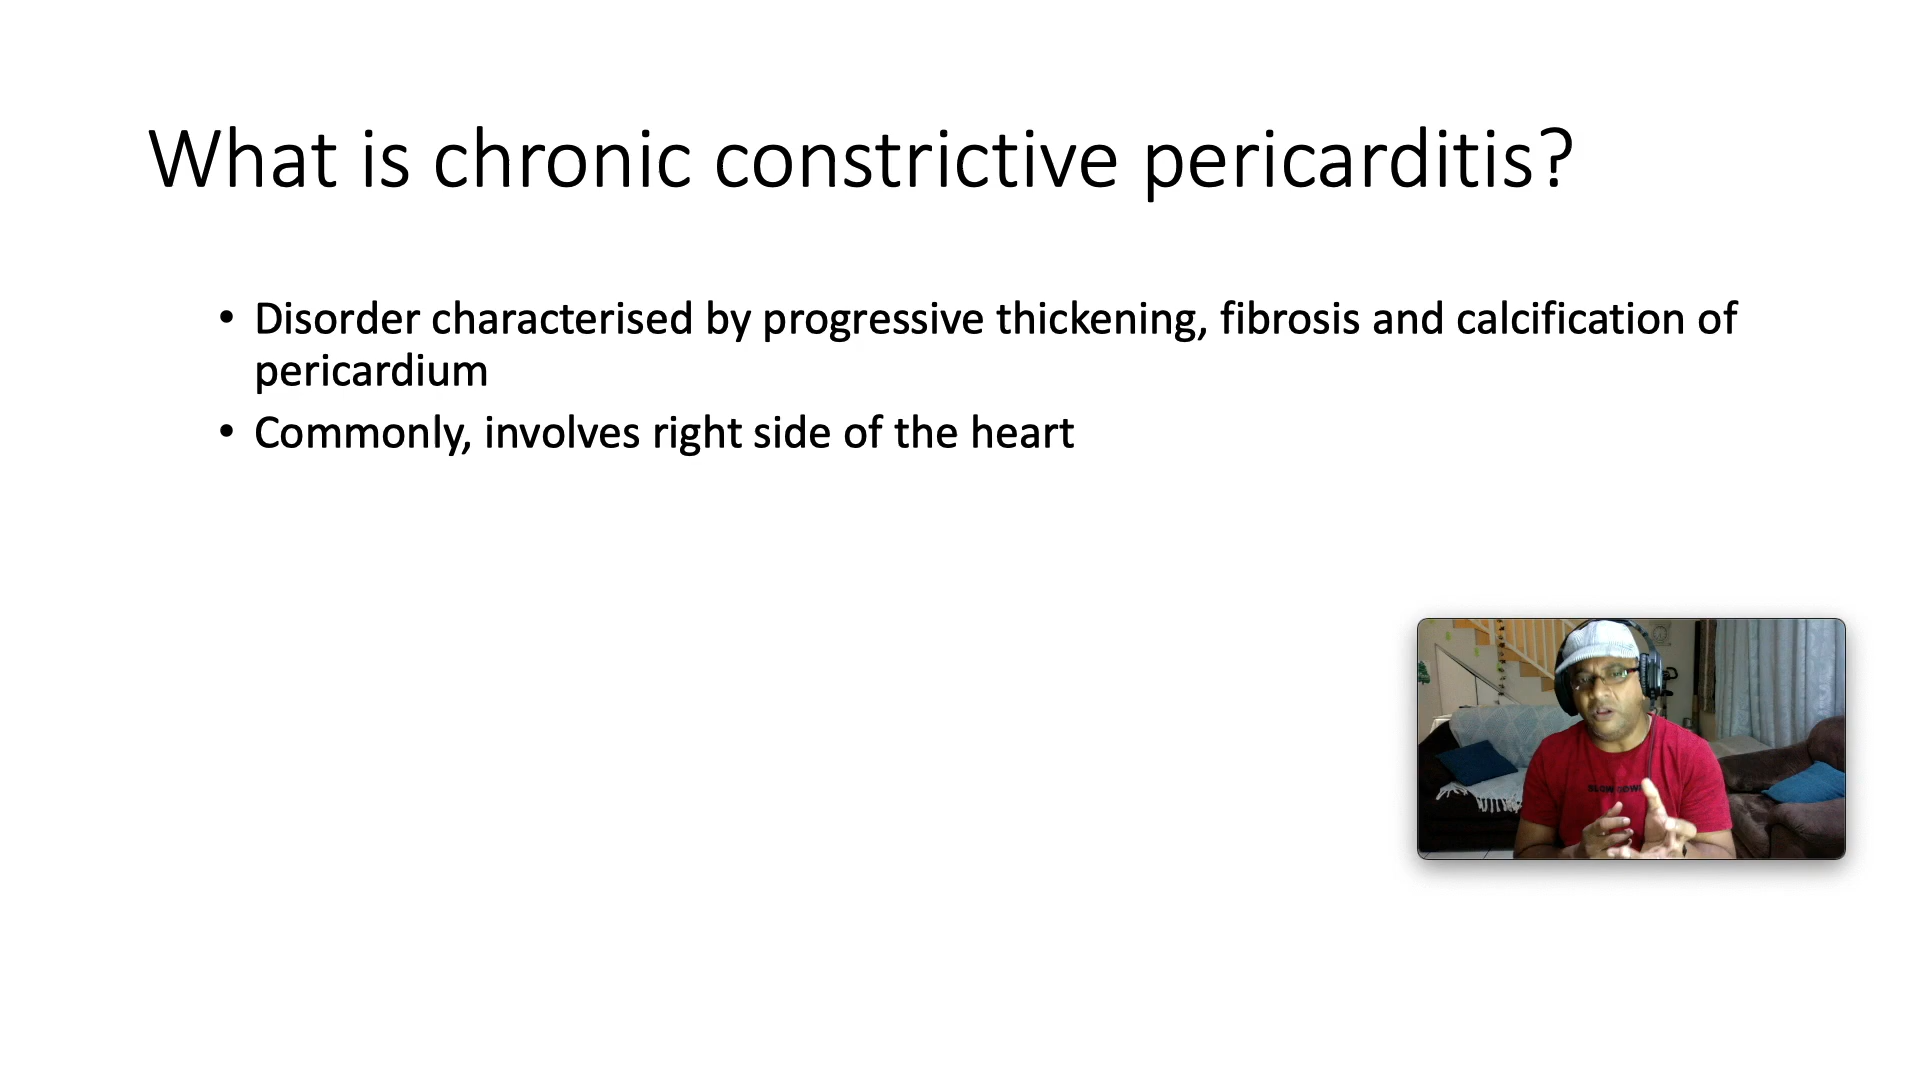 What is chronic constrictive pericarditis?
• Disorder characterised by progressive thickening, fibrosis and calcification of
pericardium
• Commonly, involves right side of the heart